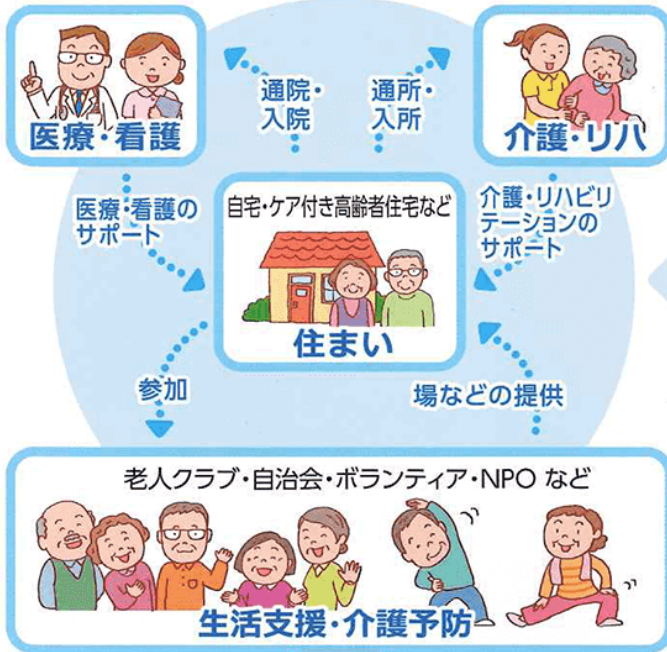 医療・看護
通院・
入院
通所・
入所
介護・リハ
医療・看護の
サポート
自宅・ケア付き高齢者住宅など
住まい
介護・リハビリ
テーションの
サポート
参加
場などの提供
老人クラブ・自治会・ボランティア・NPO など
生活支援・介護予防